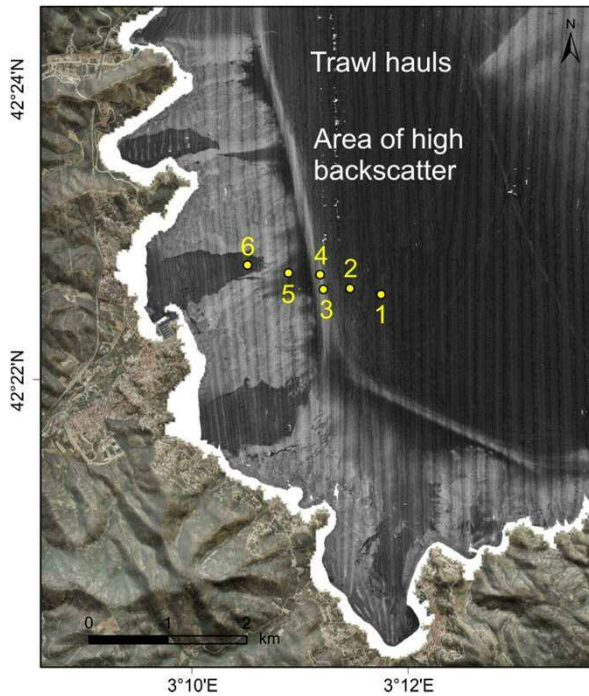 N
Trawl hauls
Area of high
backscatter
42°24'N
6
4
2
5
3
1
42°22'N
0 1 2
km
3°10'E 3°12'E